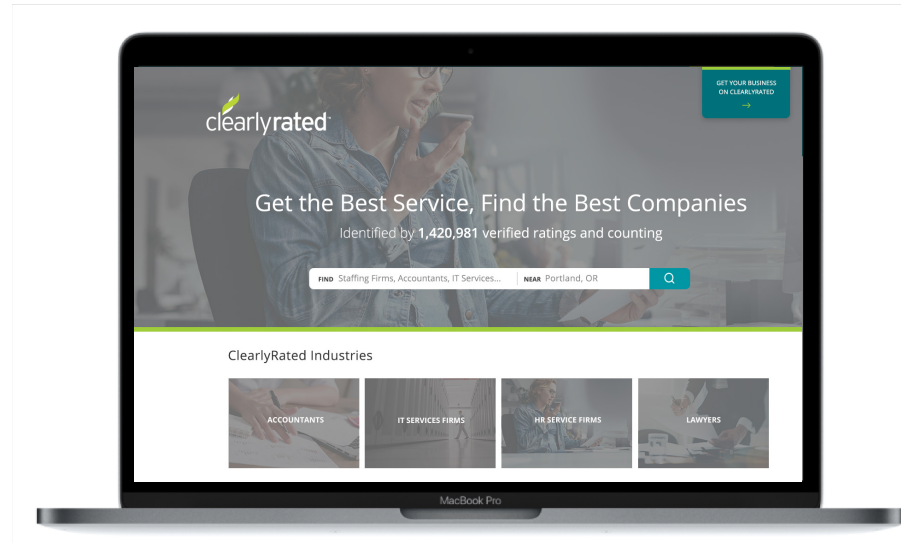 GET YOUR BUSINESS
ON CLEARLYRATED
clearlyrated
Get the Best Service, Find the Best Companies
Identified by 1,420,981 verified ratings and counting
FIND Staffing Firms, Accountants, IT Services... NEAR Portland, OR
ClearlyRated Industries
ACCOUNTANTS IT SERVICES FIRMS HR SERVICE FIRMS LAWYERS
MacBook Pro